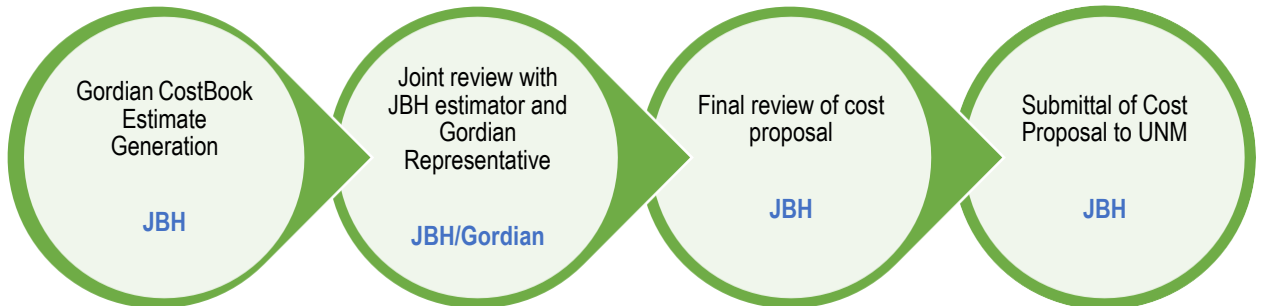 Gordian CostBook
Estimate
Generation
JBH
Joint review with
JBH estimator and
Gordian
Representative
JBH/Gordian
Final review of cost
proposal
JBH
Submittal of Cost
Proposal to UNM
JBH